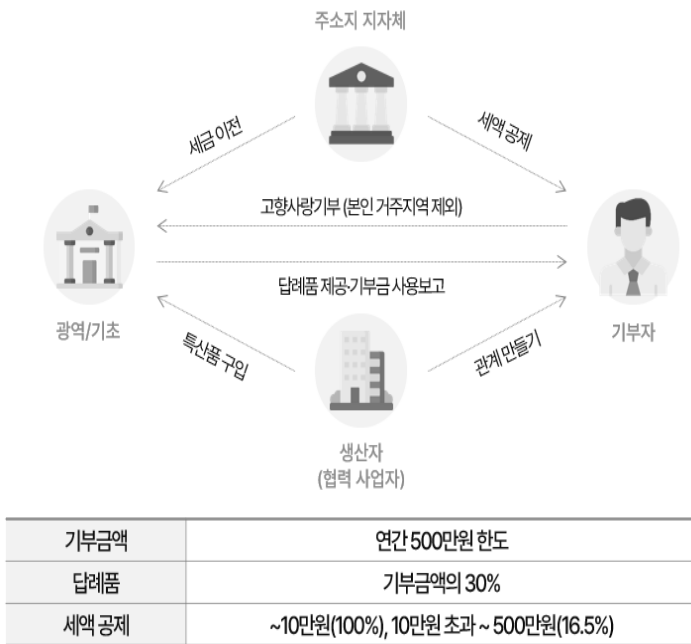 주소지 지자체
세금 이전
세액 공제
고향사랑기부 (본인 거주지역 제외)
답례품 제공·기부금 사용보고
광역/기초
기부자
특산품 구입
관계 만들기
생산자
(협력 사업자)
기부금액 연간 500만원 한도
답례품 기부금액의 30%
세액 공제 ~10만원(100%), 10만원 초과 ~ 500만원(16.5%)